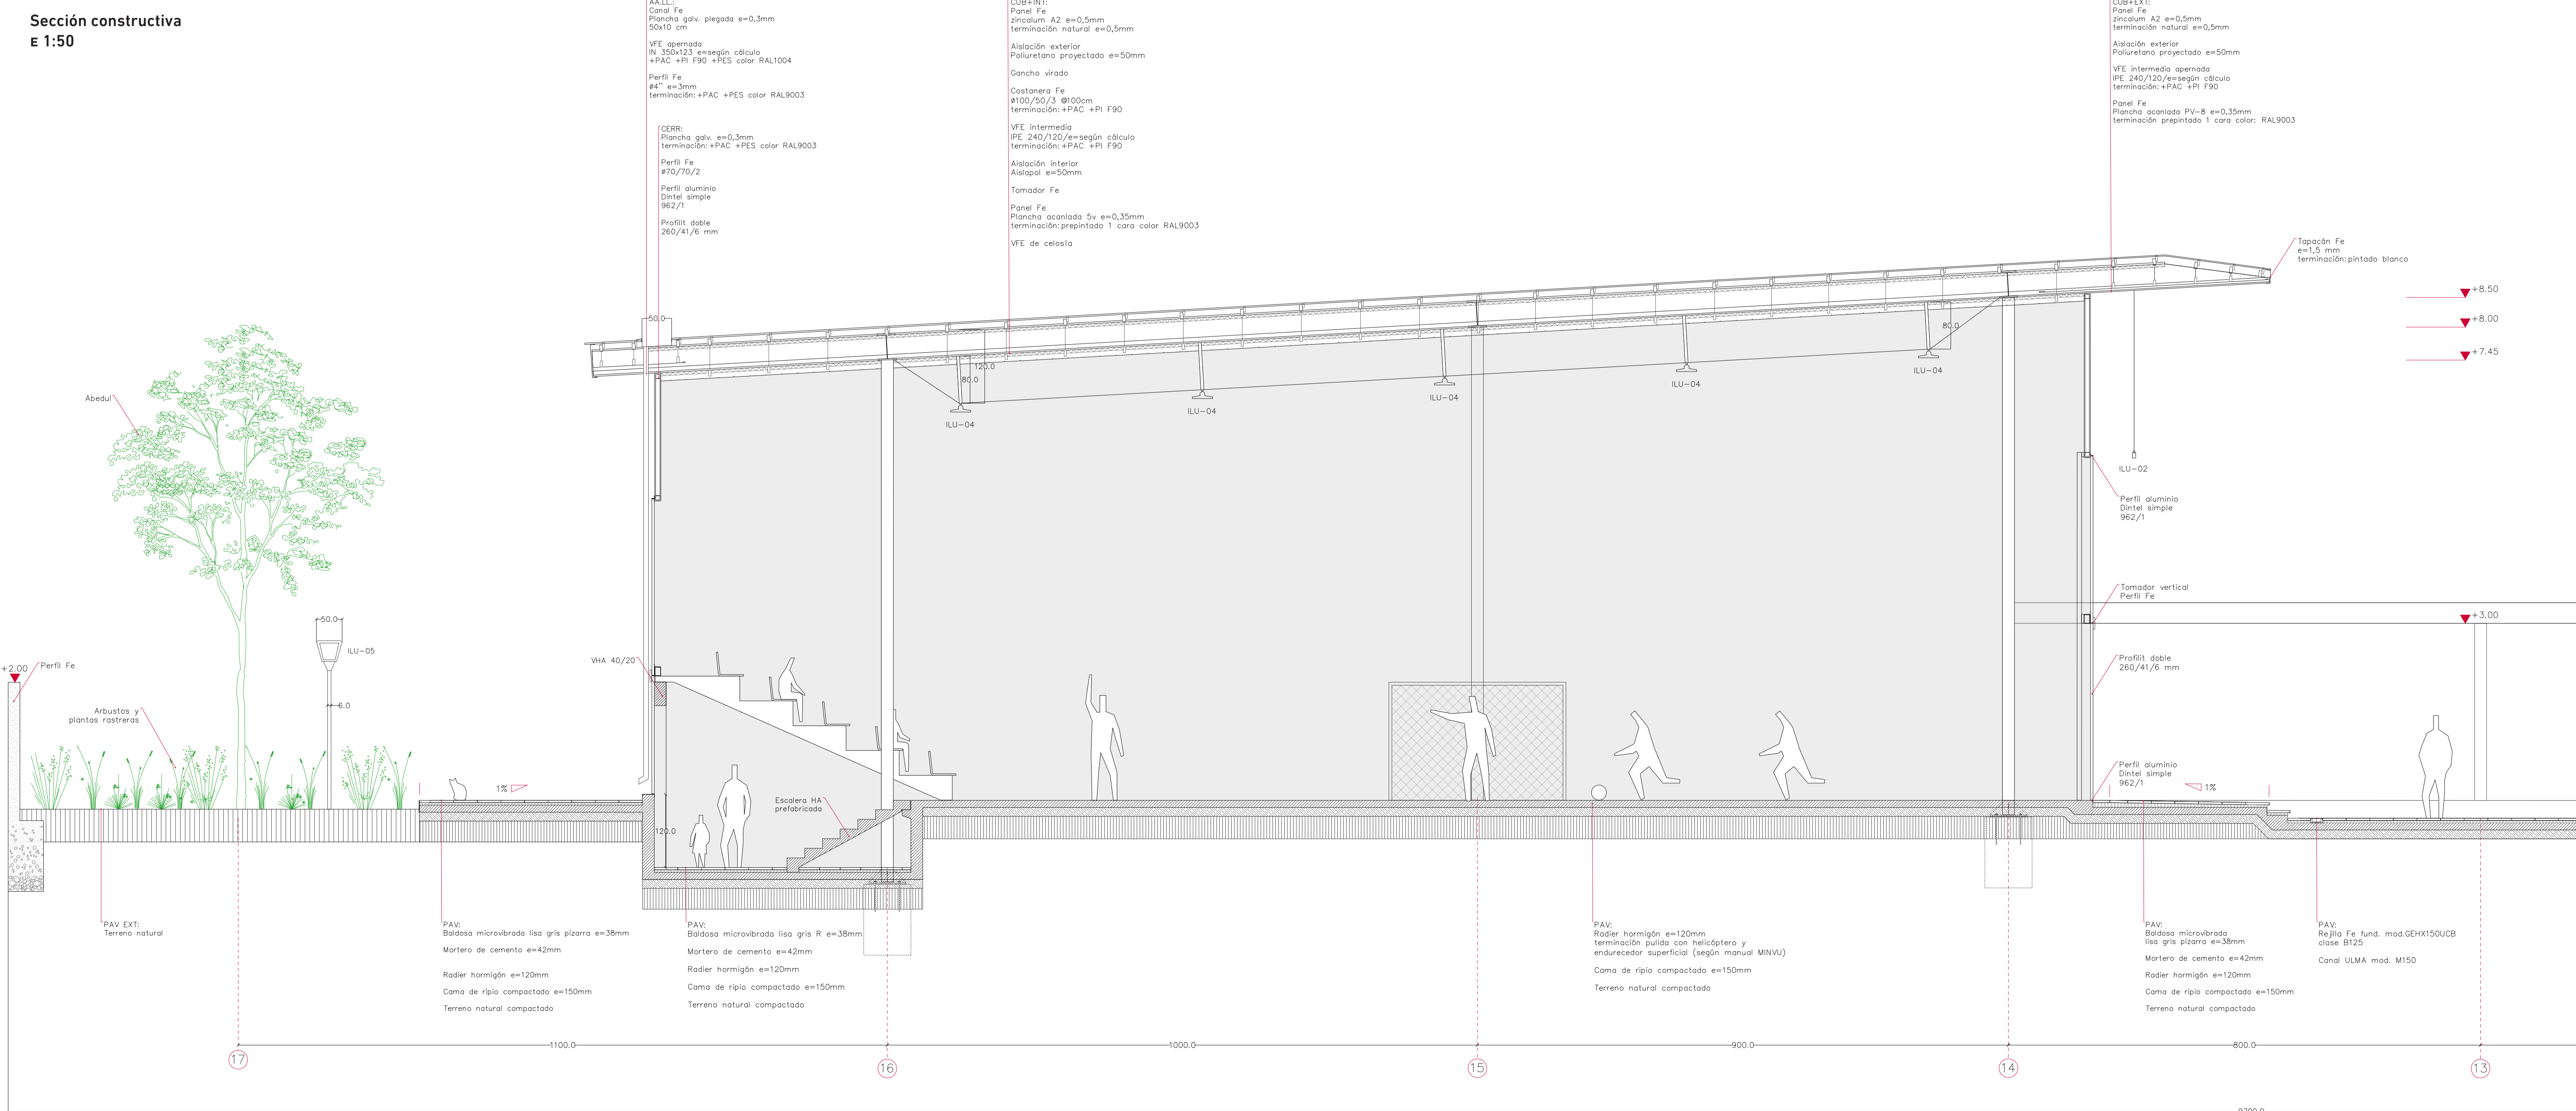 Sección constructiva
E 1:50
AA.LL.:
Canal Fe
Plancha galv. plegada e=0,3mm
50x10 cm
VFE apernada
IN 350x123 e=según câlculo
+PAC +PI F90 +PES color RAL1004
Perfil Fe
ø4'' e=3mm
terminación: +PAC +PES color RAL9003
CERR:
Plancha galv. e=0,3mm
terminación: +PAC +PES color RAL9003
Perfil Fe
ø70/70/2
Perfil aluminio
Dintel simple
962/1
Profilit doble
260/41/6 mm
CUB+INT:
Panel Fe
zincalum A2 e=0,5mm
terminación natural e=0,5mm
Aislación exterior
Poliuretano proyectado e=50mm
Gancho virado
Costanera Fe
ø100/50/3 @100cm
terminación: +PAC +PI F90
VFE intermedia
IPE 240/120/e=según câlculo
terminación: +PAC +PI F90
Aislación interior
Aislapol e=50mm
Tomador Fe
Panel Fe
Plancha acanlada 5v e=0,35mm
terminación: prepintado 1 cara color RAL9003
VFE de celosía
CUB+EXT:
Panel Fe
zincalum A2 e=0,5mm
terminación natural e=0,5mm
Aislación exterior
Poliuretano proyectado e=50mm
VFE intermedia apernada
IPE 240/120/e=según câlculo
terminación: +PAC +PI F90
Panel Fe
Plancha acanlada PV-8 e=0,35mm
terminación prepintado 1 cara color: RAL9003
Tapacán Fe
e=1,5 mm
terminación: pintado blanco
+8.50
+8.00
+7.45
50.0
120.0
80.0
80.0
ILU-04
ILU-04
ILU-04
ILU-04
ILU-04
ILU-02
Abedul
Perfil aluminio
Dintel simple
962/1
Tomador vertical
Perfil Fe
+3.00
50.0
ILU-05
+2.00
Perfil Fe
6.0
Arbustos y
plantas rastreras
VHA 40/20
Profilit doble
260/41/6 mm
Perfil aluminio
Dintel simple
962/1
1%
1%
Escalera HA
prefabricada
120.0
PAV EXT:
Terreno natural
PAV:
Baldosa microvibrada lisa gris pizarra e=38mm
Mortero de cemento e=42mm
Radier hormigón e=120mm
Cama de ripio compactado e=150mm
Terreno natural compactado
PAV:
Baldosa microvibrada lisa gris R e=38mm
Mortero de cemento e=42mm
Radier hormigón e=120mm
Cama de ripio compactado e=150mm
Terreno natural compactado
PAV:
Radier hormigón e=120mm
terminación pulida con helicóptero y
endurecedor superficial (según manual MINVU)
Cama de ripio compactado e=150mm
Terreno natural compactado
PAV:
Baldosa microvibrada
lisa gris pizarra e=38mm
Mortero de cemento e=42mm
Radier hormigón e=120mm
Cama de ripio compactado e=150mm
Terreno natural compactado
PAV:
Rejilla Fe fund. mod.GEHX150UCB
clase B125
Canal ULMA mod. M150
1100.0
1000.0
900.0
800.0
17
16
15
14
13